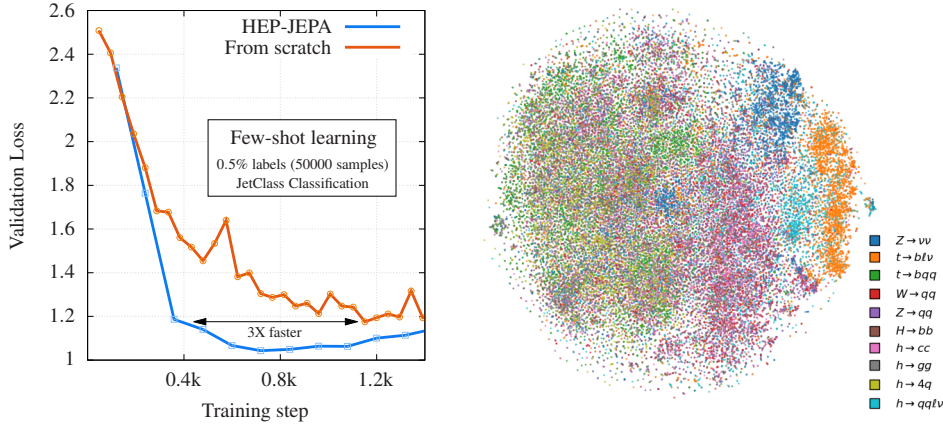 HEP-JEPA
From scratch
2.6
2.4
2.2
2
1.8
1.6
1.4
1.2
1
Validation Loss
Few-shot learning
0.5% labels (50000 samples)
JetClass Classification
3X faster
0.4k
0.8k
1.2k
Training step
Z→νν
t→bℓν
t→bqq
W→qq
Z→qq
H→bb
h→cc
h→gg
h→4q
h→qqℓν